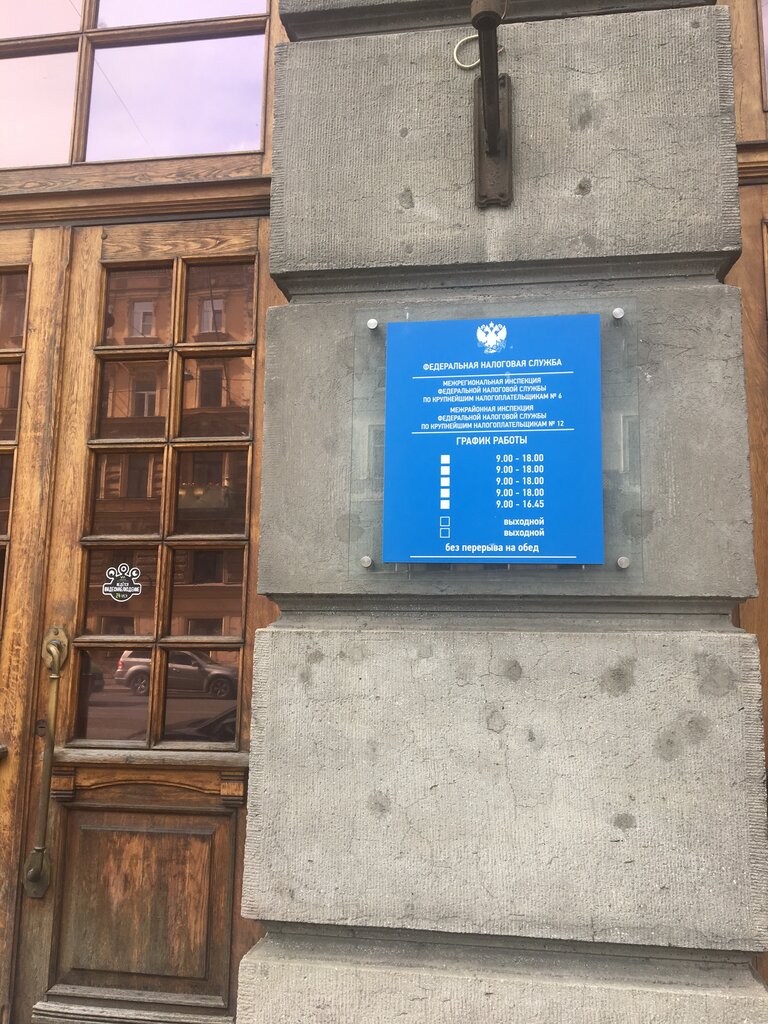 ФЕДЕРАЛЬНАЯ НАЛОГОВАЯ СЛУЖБА
МЕЖРЕГИОНАЛЬНАЯ ИНСПЕКЦИЯ
ФЕДЕРАЛЬНОЙ НАЛОГОВОЙ СЛУЖБЫ
ПО КРУПНЕЙШИМ НАЛОГОПЛАТЕЛЬЩИКАМ № 6
МЕЖРАЙОННАЯ ИНСПЕКЦИЯ
ФЕДЕРАЛЬНОЙ НАЛОГОВОЙ СЛУЖБЫ
ПО КРУПНЕЙШИМ НАЛОГОПЛАТЕЛЬЩИКАМ № 12
ГРАФИК РАБОТЫ
9.00 - 18.00
9.00 - 18.00
9.00 - 18.00
9.00 - 18.00
9.00 - 16.45
выходной
выходной
без перерыва на обед
ВИДЕОНАБЛЮДЕНИЕ